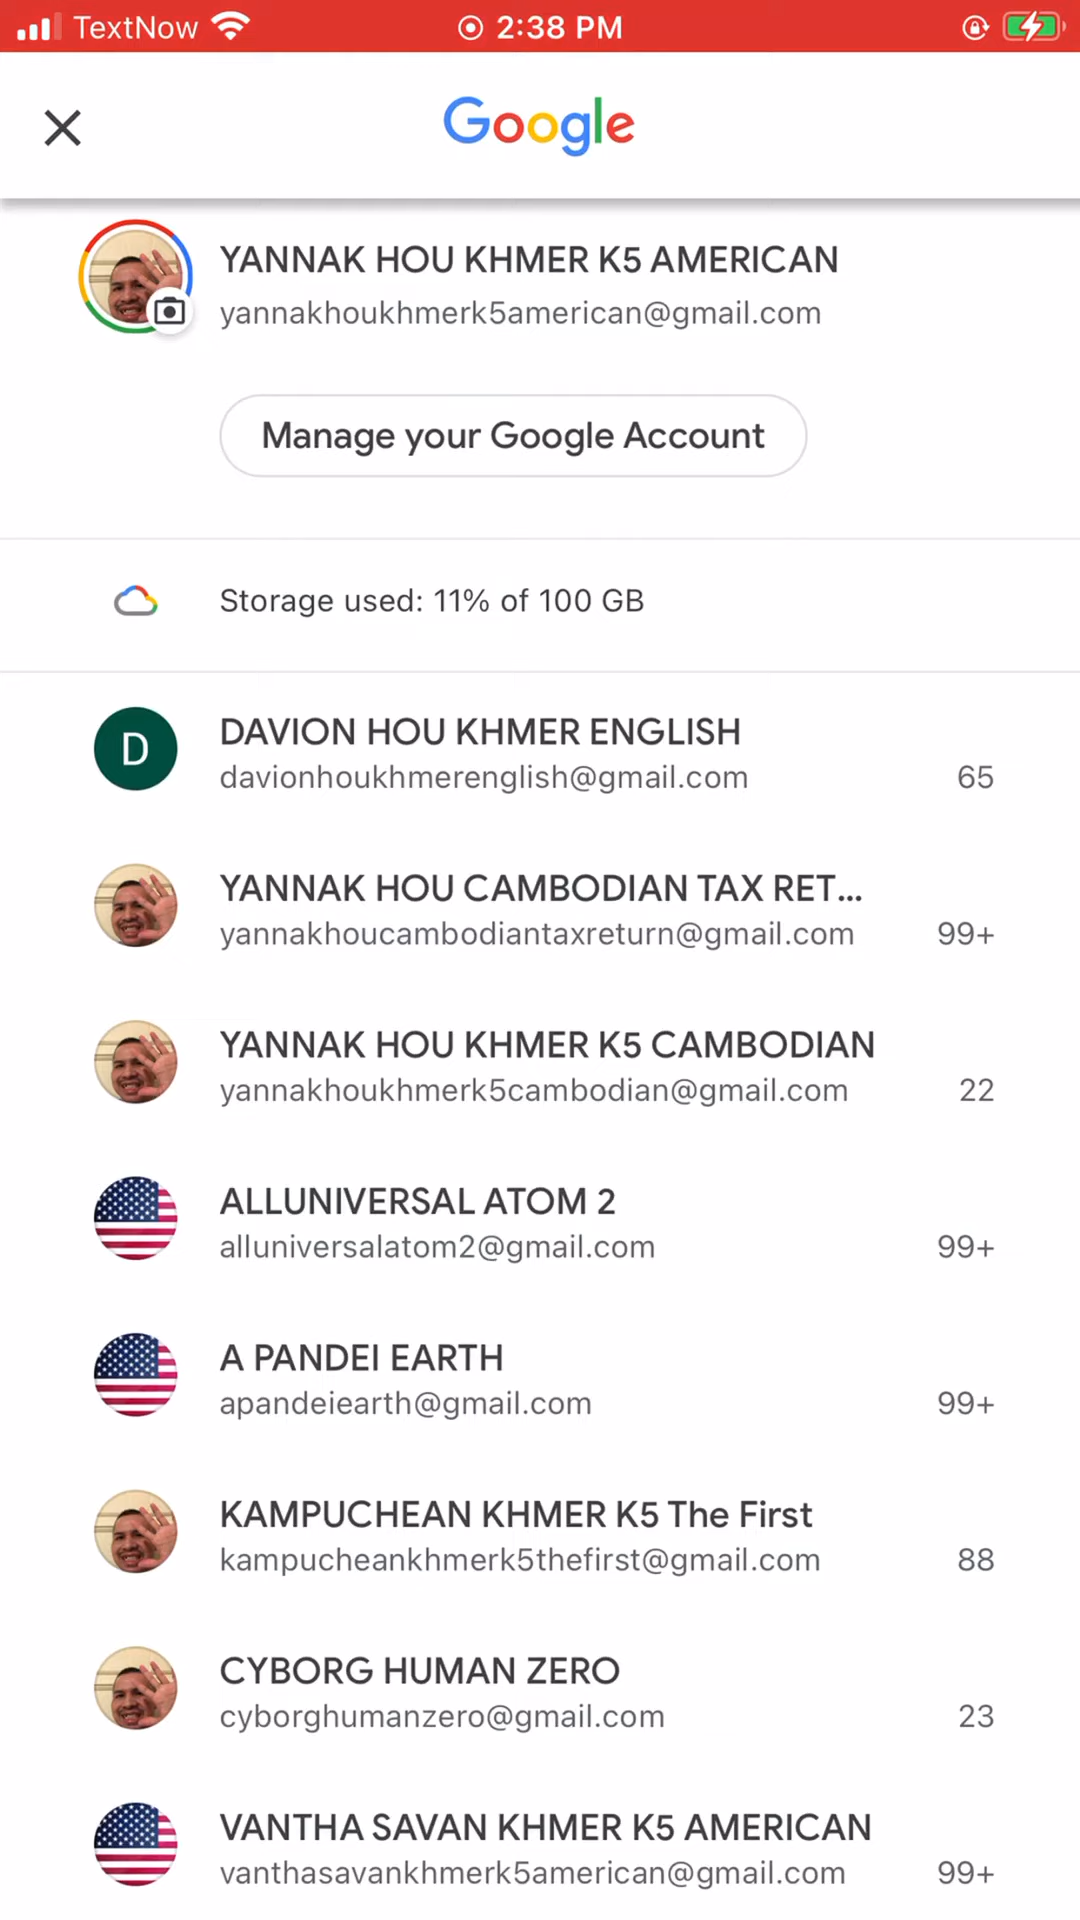 TextNow 2:38 PM
Google
YANNAK HOU KHMER K5 AMERICAN
yannakhoukhmerk5american@gmail.com
Manage your Google Account
Storage used: 11% of 100 GB
D
DAVION HOU KHMER ENGLISH
davionhoukhmerenglish@gmail.com 65
YANNAK HOU CAMBODIAN TAX RET...
yannakhoucambodiantaxreturn@gmail.com 99+
YANNAK HOU KHMER K5 CAMBODIAN
yannakhoukhmerk5cambodian@gmail.com 22
ALLUNIVERSAL ATOM 2
alluniversalatom2@gmail.com 99+
A PANDEI EARTH
apandeiearth@gmail.com 99+
KAMPUCHEAN KHMER K5 The First
kampucheankhmerk5thefirst@gmail.com 88
CYBORG HUMAN ZERO
cyborghumanzero@gmail.com 23
VANTHA SAVAN KHMER K5 AMERICAN
vanthasavankhmerk5american@gmail.com 99+